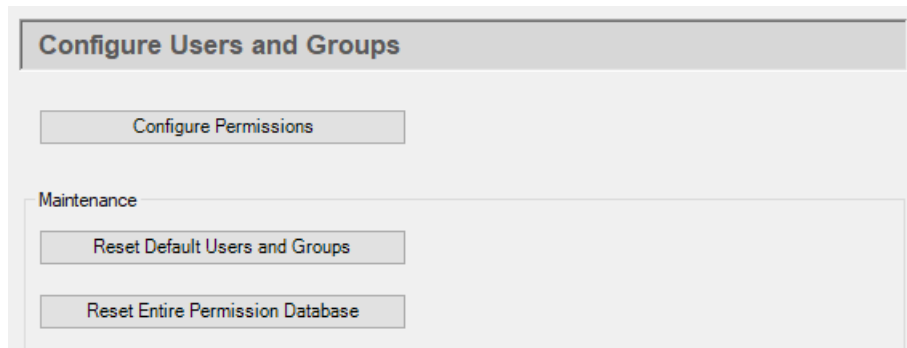 Configure Users and Groups
Configure Permissions
Maintenance
Reset Default Users and Groups
Reset Entire Permission Database